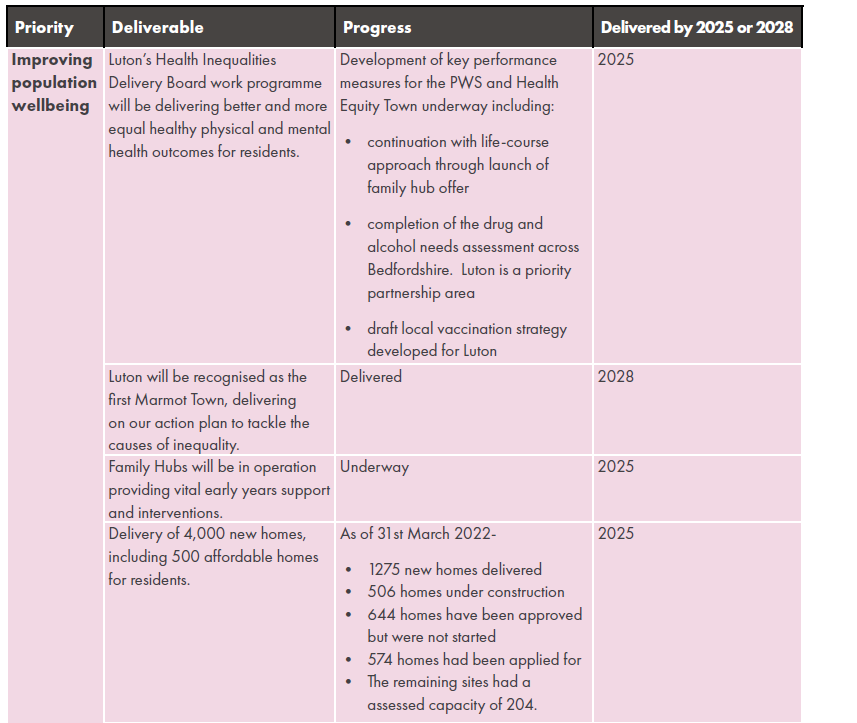 Priority
Deliverable
Progress
Delivered by 2025 or 2028
Improving
population
wellbeing
Luton’s Health Inequalities
Delivery Board work programme
will be delivering better and more
equal healthy physical and mental
health outcomes for residents.
Development of key performance
measures for the PWS and Health
Equity Town underway including:
• continuation with life-course
approach through launch of
family hub offer
• completion of the drug and
alcohol needs assessment across
Bedfordshire.  Luton is a priority
partnership area
• draft local vaccination strategy
developed for Luton
2025
Luton will be recognised as the
first Marmot Town, delivering
on our action plan to tackle the
causes of inequality.
Delivered
2028
Family Hubs will be in operation
providing vital early years support
and interventions.
Underway
2025
Delivery of 4,000 new homes,
including 500 affordable homes
for residents.
As of 31st March 2022-
• 1275 new homes delivered
• 506 homes under construction
• 644 homes have been approved
but were not started
• 574 homes had been applied for
• The remaining sites had a
assessed capacity of 204.
2025